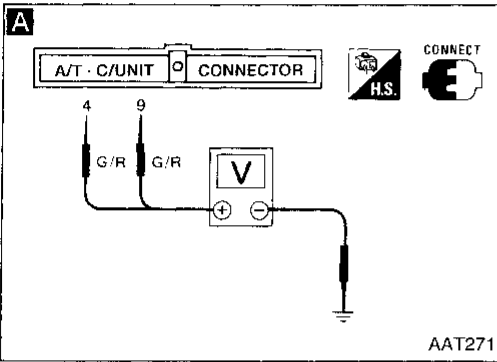 A
CONNECT
A/T · C/UNIT CONNECTOR
H.S.
4 9
G/R G/R
V
+ −
AAT271